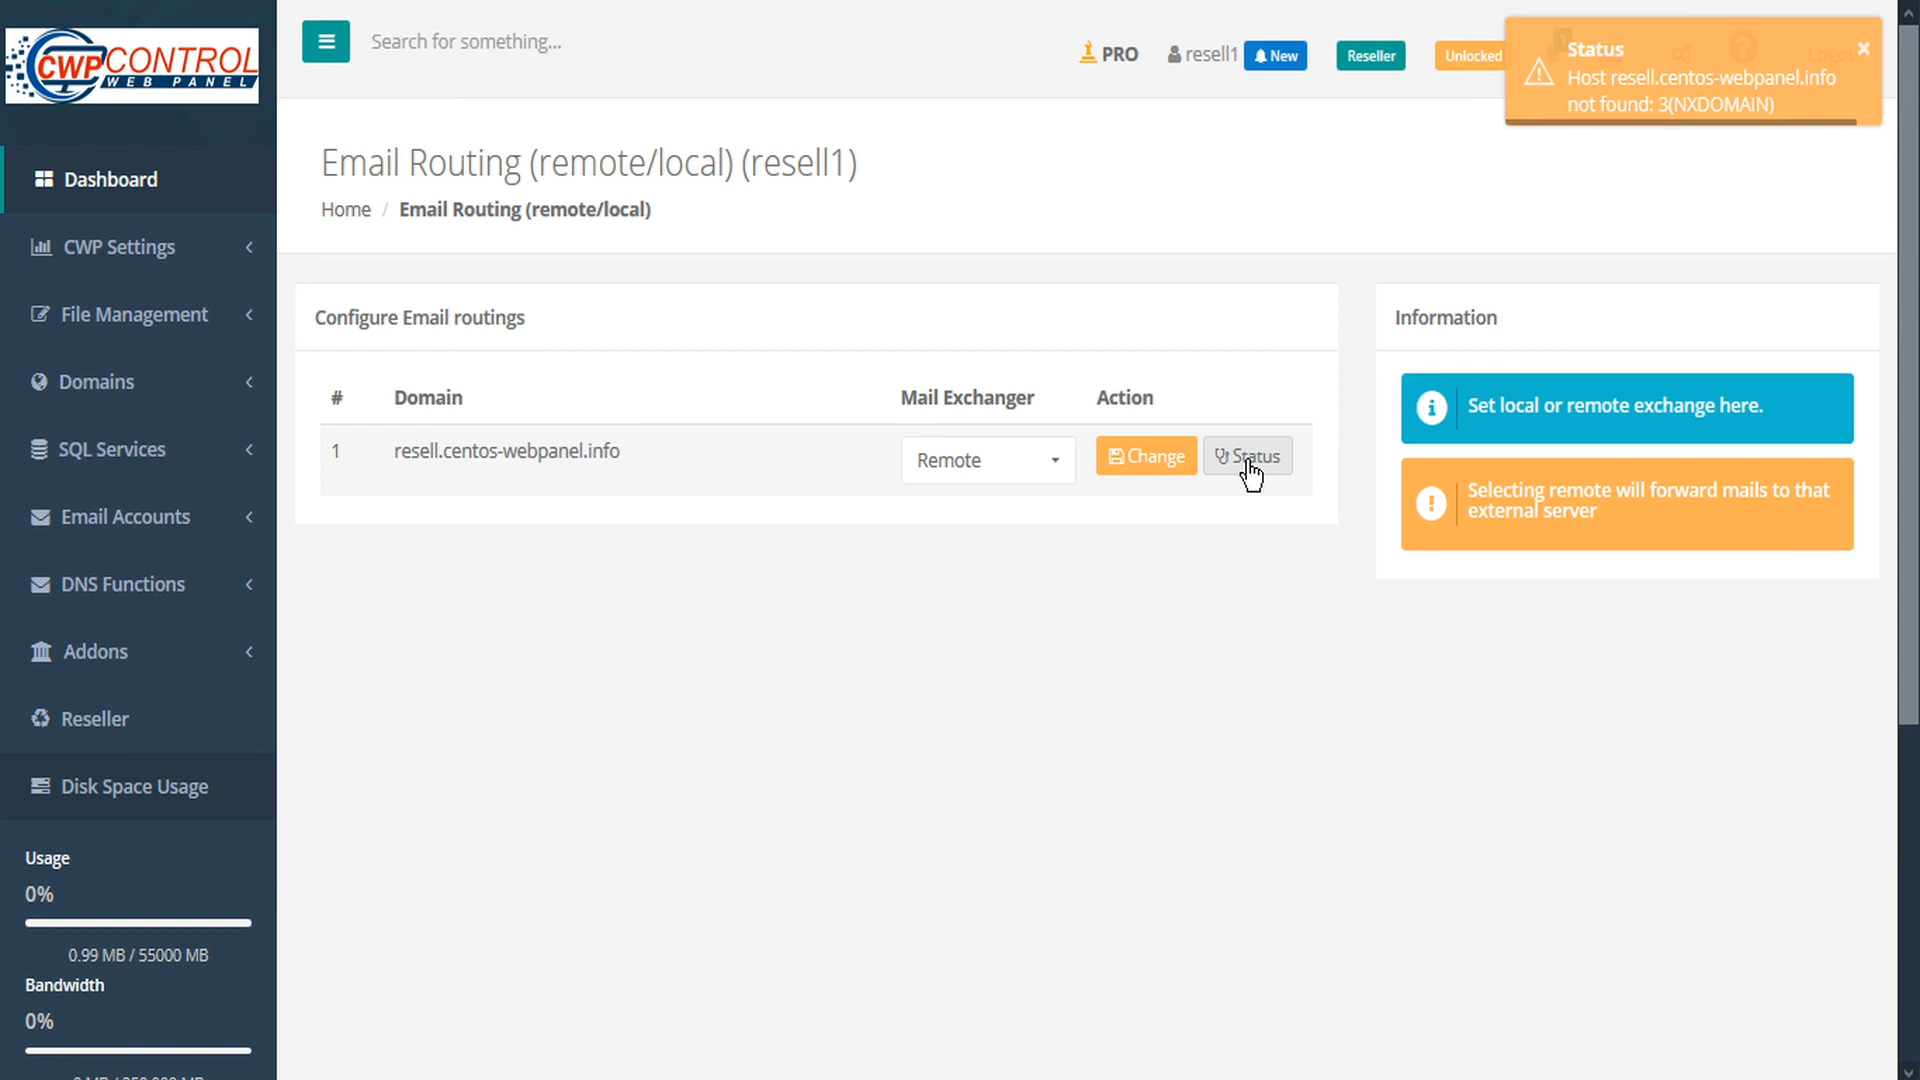 CWP CONTROL
WEB PANEL
Search for something...
PRO
resell1
New
Reseller
Unlocked
Status
Host resell.centos-webpanel.info
not found: 3(NXDOMAIN)
×
Dashboard
CWP Settings
File Management
Domains
SQL Services
Email Accounts
DNS Functions
Addons
Reseller
Disk Space Usage
Usage
0%
0.99 MB / 55000 MB
Bandwidth
0%
Email Routing (remote/local) (resell1)
Home / Email Routing (remote/local)
Configure Email routings
# Domain Mail Exchanger Action
1 resell.centos-webpanel.info Remote Change Status
Information
Set local or remote exchange here.
Selecting remote will forward mails to that
external server